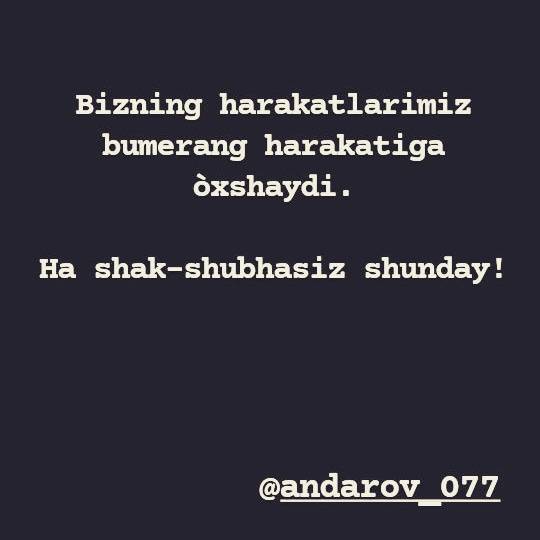 Bizning harakatlarimiz
bumerang harakatiga
òxshaydi.
Ha shak-shubhasiz shunday!
@andarov_077